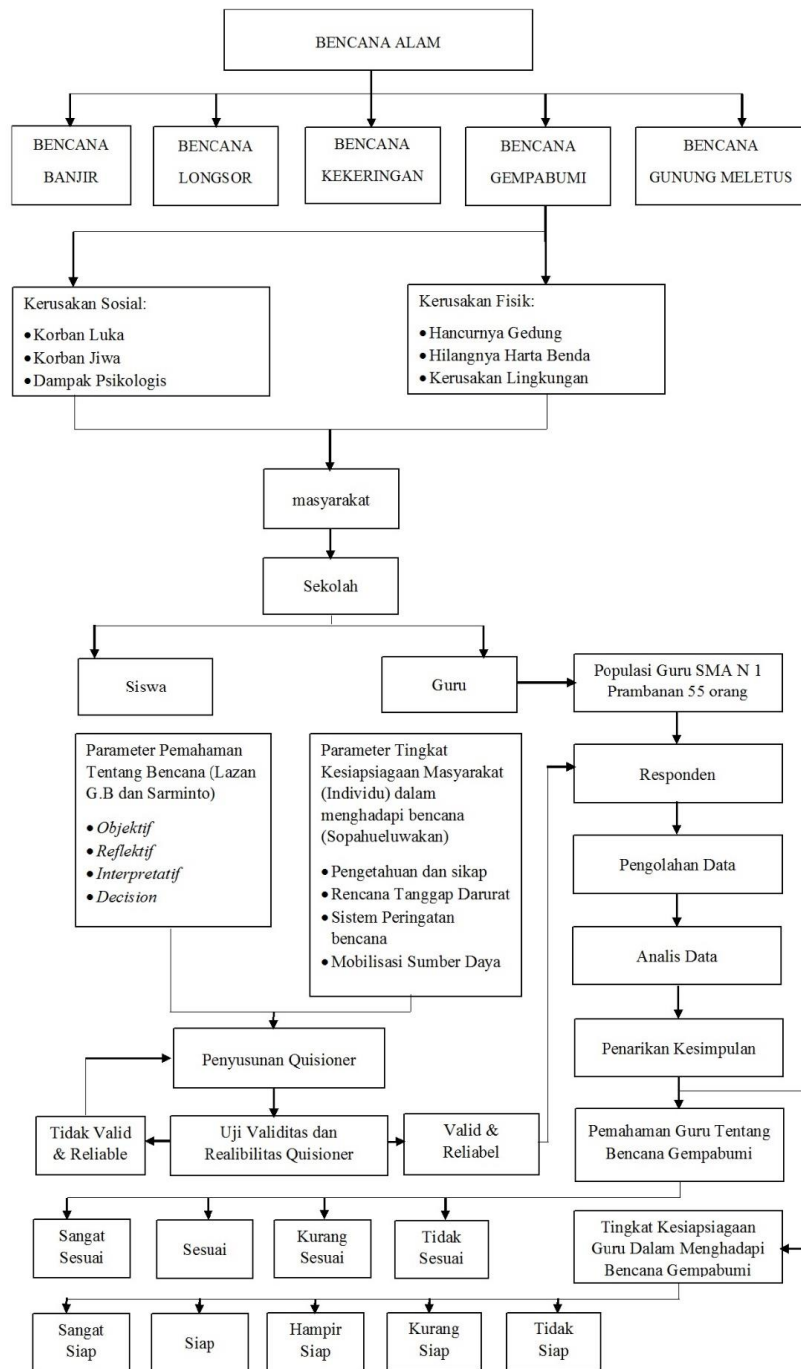 BENCANA ALAM
BENCANA
BANJIR
BENCANA
LONGSOR
BENCANA
KEKERINGAN
BENCANA
GEMPABUMI
BENCANA
GUNUNG MELETUS
Kerusakan Sosial:
• Korban Luka
• Korban Jiwa
• Dampak Psikologis
Kerusakan Fisik:
• Hancurnya Gedung
• Hilangnya Harta Benda
• Kerusakan Lingkungan
masyarakat
Sekolah
Siswa
Guru
Populasi Guru SMA N 1
Prambanan 55 orang
Parameter Pemahaman
Tentang Bencana (Lazan
G.B dan Sarminto)
• Objektif
• Reflektif
• Interpretatif
• Decision
Parameter Tingkat
Kesiapsiagaan Masyarakat
(Individu) dalam
menghadapi bencana
(Sopahueluwakan)
• Pengetahuan dan sikap
• Rencana Tanggap Darurat
• Sistem Peringatan
bencana
• Mobilisasi Sumber Daya
Responden
Pengolahan Data
Analis Data
Penarikan Kesimpulan
Penyusunan Quisioner
Tidak Valid
& Reliable
Uji Validitas dan
Realibilitas Quisioner
Valid &
Reliabel
Pemahaman Guru Tentang
Bencana Gempabumi
Sangat
Sesuai
Sesuai
Kurang
Sesuai
Tidak
Sesuai
Tingkat Kesiapsiagaan
Guru Dalam Menghadapi
Bencana Gempabumi
Sangat
Siap
Siap
Hampir
Siap
Kurang
Siap
Tidak
Siap